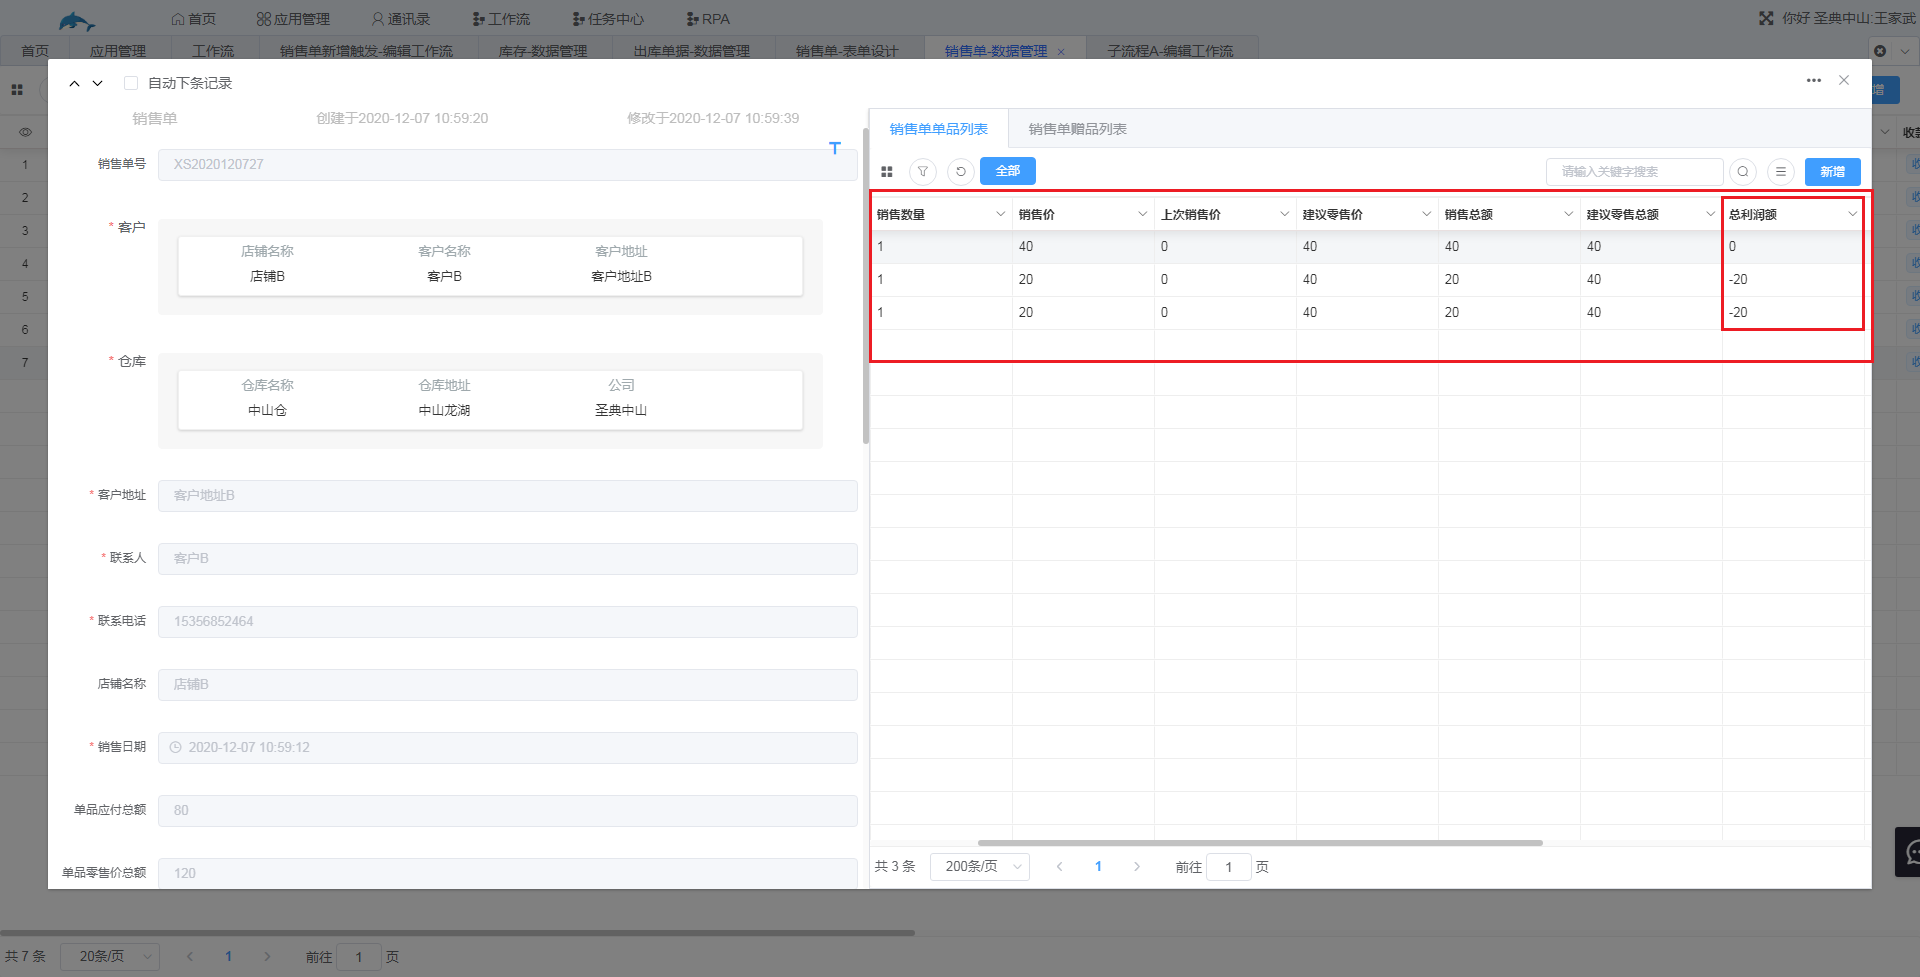 首页 应用管理 通讯录 工作流 任务中心 RPA 你好 圣典中山:王家武
首页 应用管理 工作流 销售单新增触发-编辑工作流 库存-数据管理 出库单据-数据管理 销售单-表单设计 销售单-数据管理 × 子流程A-编辑工作流
自动下条记录
增
销售单 创建于2020-12-07 10:59:20 修改于2020-12-07 10:59:39
销售单单品列表 销售单赠品列表
T
销售单号 XS2020120727
全部 请输入关键字搜索 新增
* 客户
店铺名称 客户名称 客户地址
店铺B 客户B 客户地址B
* 仓库
仓库名称 仓库地址 公司
中山仓 中山龙湖 圣典中山
* 客户地址 客户地址B
* 联系人 客户B
* 联系电话 15356852464
店铺名称 店铺B
* 销售日期 2020-12-07 10:59:12
单品应付总额 80
单品零售价总额 120
销售数量 销售价 上次销售价 建议零售价 销售总额 建议零售总额 总利润额
1 40 0 40 40 40 0
1 20 0 40 20 40 -20
1 20 0 40 20 40 -20
共 3 条 200条/页 1 前往 1 页
收款
1 收
2 收
3 收
4 收
5 收
6 收
7 收
共 7 条 20条/页 1 前往 1 页